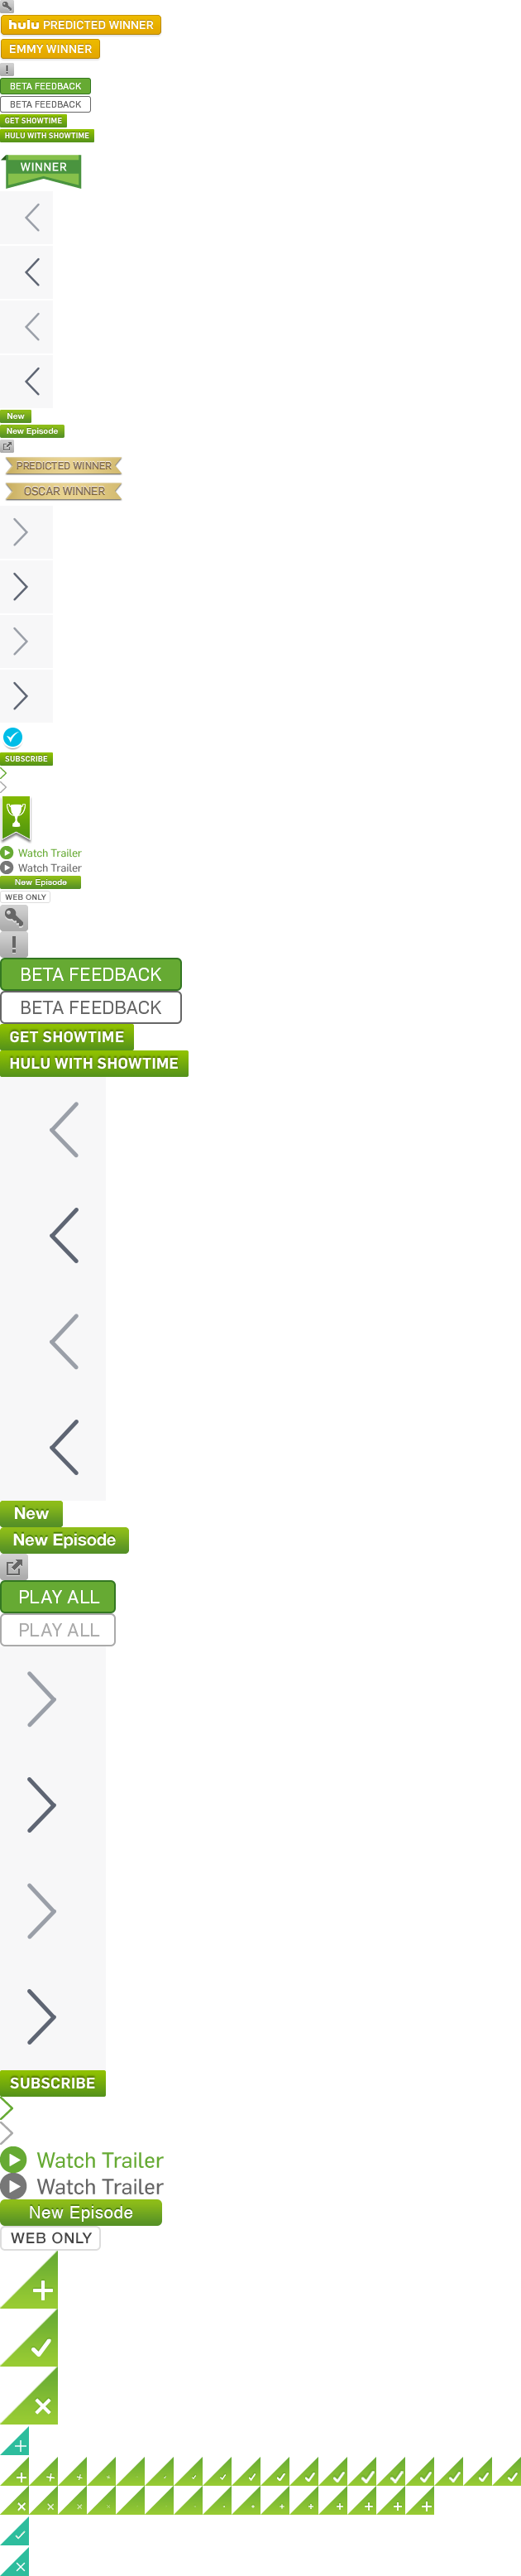 hulu PREDICTED WINNER
EMMY WINNER
!
BETA FEEDBACK
BETA FEEDBACK
GET SHOWTIME
HULU WITH SHOWTIME
WINNER
New
New Episode
PREDICTED WINNER
OSCAR WINNER
SUBSCRIBE
Watch Trailer
Watch Trailer
New Episode
WEB ONLY
!
BETA FEEDBACK
BETA FEEDBACK
GET SHOWTIME
HULU WITH SHOWTIME
New
New Episode
PLAY ALL
PLAY ALL
SUBSCRIBE
Watch Trailer
Watch Trailer
New Episode
WEB ONLY